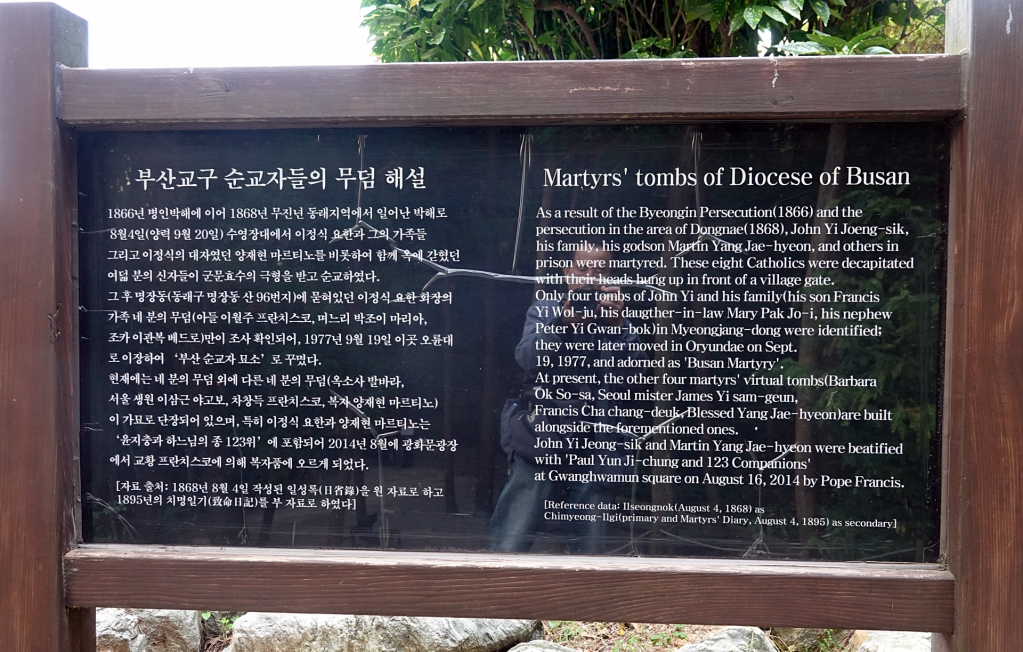 부산교구 순교자들의 무덤 해설
1866년 병인박해에 이어 1868년 무진년 동래지역에서 일어난 박해로
8월4일(양력 9월 20일) 수영장대에서 이정식 요한과 그의 가족들
그리고 이정식의 대자였던 양재현 마르티노를 비롯하여 함께 옥에 갇혔던
여덟 분의 신자들이 군문효수의 극형을 받고 순교하였다.
그 후 명장동(동래구 명장동 산 96번지)에 묻혀있던 이정식 요한 회장의
가족 네 분의 무덤(아들 이월주 프란치스코, 며느리 박조이 마리아,
조카 이관복 베드로)만이 조사 확인되어, 1977년 9월 19일 이곳 오륜대
로 이장하여 ‘부산 순교자 묘소’로 꾸몄다.
현재에는 네 분의 무덤 외에 다른 네 분의 무덤(옥소사 발바라,
서울 생원 이삼근 야고보, 차장득 프란치스코, 복자 양재현 마르티노)
이 가묘로 단장되어 있으며, 특히 이정식 요한과 양재현 마르티노는
‘윤지충과 하느님의 종 123위’에 포함되어 2014년 8월에 광화문광장
에서 교황 프란치스코에 의해 복자품에 오르게 되었다.
[자료 출처: 1868년 8월 4일 작성된 일성록(日省錄)을 원 자료로 하고
1895년의 치명일기(致命日記)를 부 자료로 하였다]
Martyrs' tombs of Diocese of Busan
As a result of the Byeongin Persecution(1866) and the
persecution in the area of Dongnae(1868), John Yi Joeng-sik,
his family, his godson Martin Yang Jae-hyeon, and others in
prison were martyred. These eight Catholics were decapitated
with their heads hung up in front of a village gate.
Only four tombs of John Yi and his family(his son Francis
Yi Wol-ju, his daugther-in-law Mary Pak Jo-i, his nephew
Peter Yi Gwan-bok)in Myeongjang-dong were identified;
they were later moved in Oryundae on Sept.
19, 1977, and adorned as 'Busan Martyry'.
At present, the other four martyrs' virtual tombs(Barbara
Ok So-sa, Seoul mister James Yi sam-geun,
Francis Cha chang-deuk, Blessed Yang Jae-hyeon)are built
alongside the forementioned ones.
John Yi Jeong-sik and Martin Yang Jae-hyeon were beatified
with 'Paul Yun Ji-chung and 123 Companions'
at Gwanghwamun square on August 16, 2014 by Pope Francis.
[Reference data: Ilseongnok(August 4, 1868) as
Chimyeong-Ilgi(primary and Martyrs' Diary, August 4, 1895) as secondary]